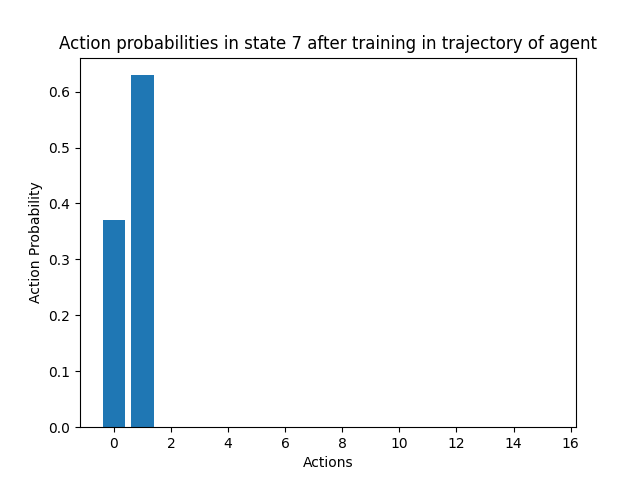 Action probabilities in state 7 after training in trajectory of agent
Action Probability
0.6
0.5
0.4
0.3
0.2
0.1
0.0
0 2 4 6 8 10 12 14 16
Actions